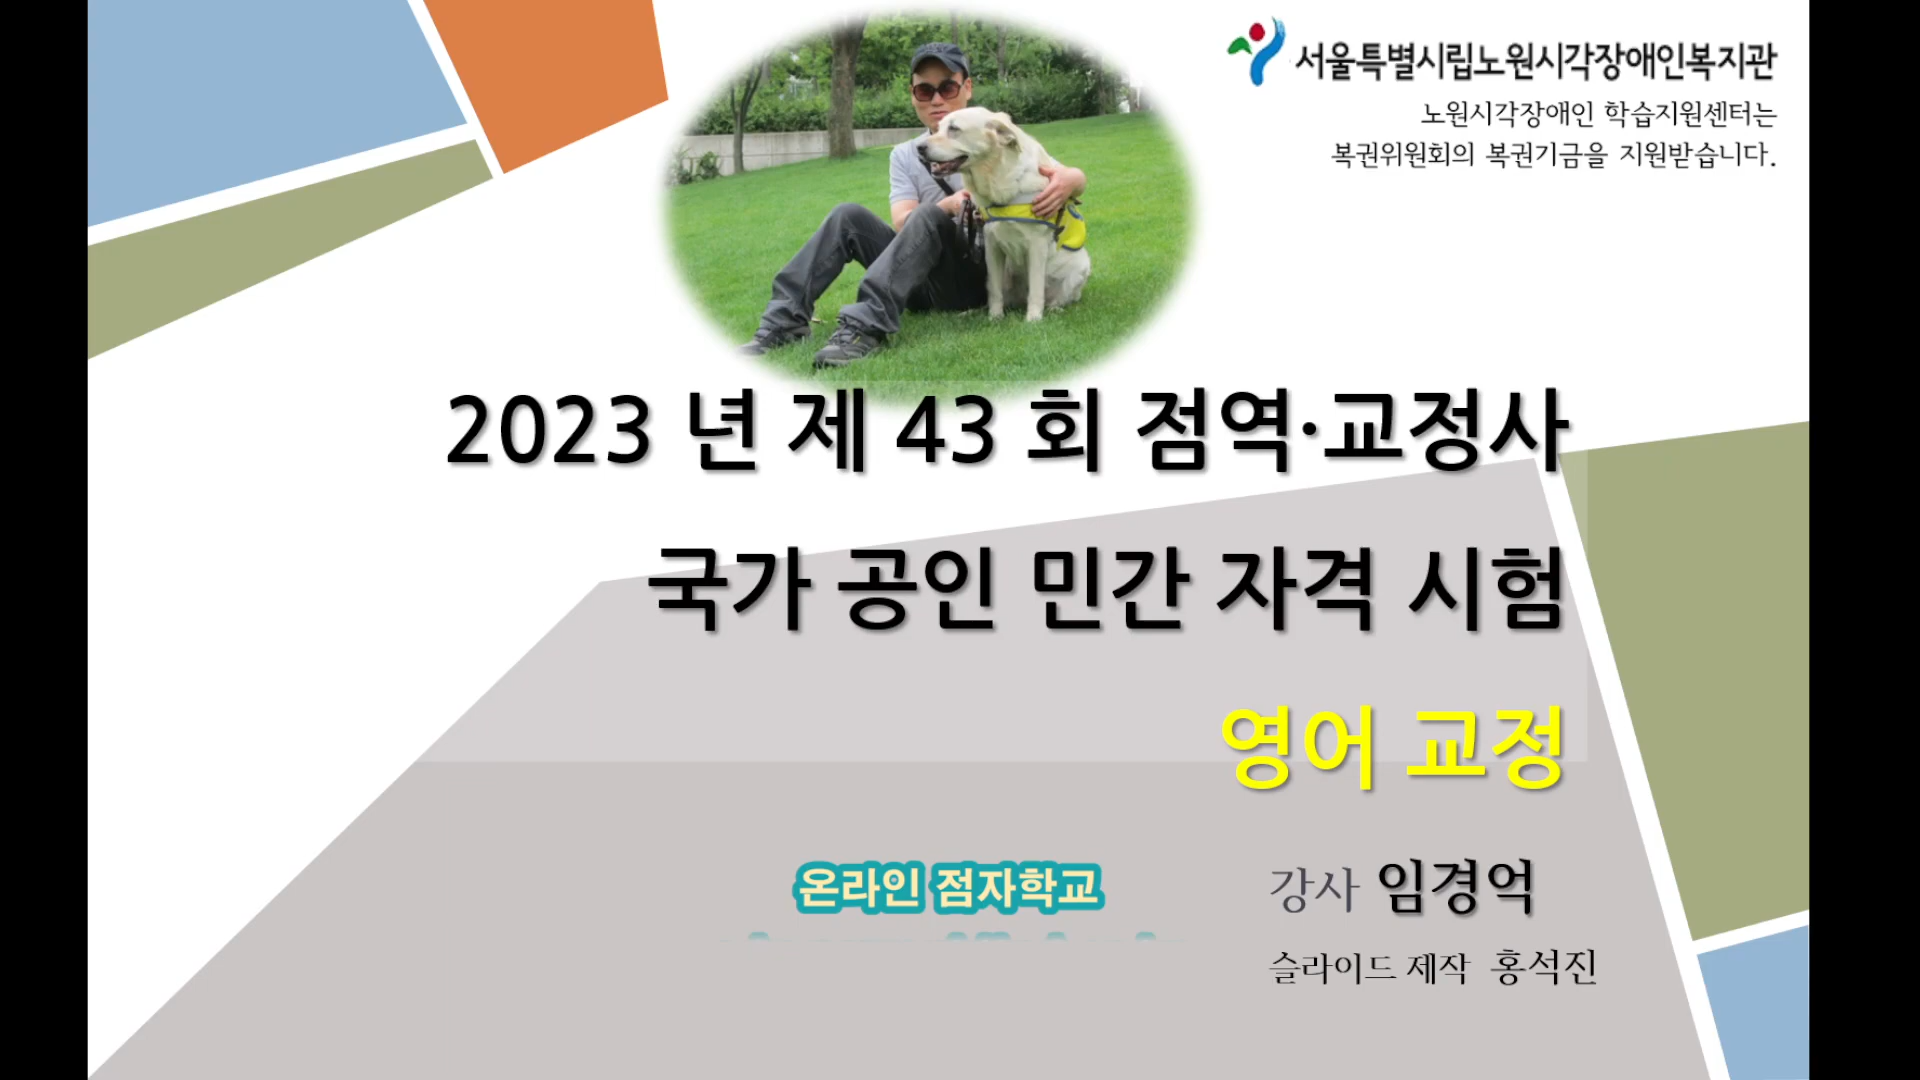 서울특별시립노원시각장애인복지관
노원시각장애인 학습지원센터는
복권위원회의 복권기금을 지원받습니다.
2023 년 제 43 회 점역·교정사
국가 공인 민간 자격 시험
영어 교정
온라인 점자학교
강사 임경억
슬라이드 제작 홍석진